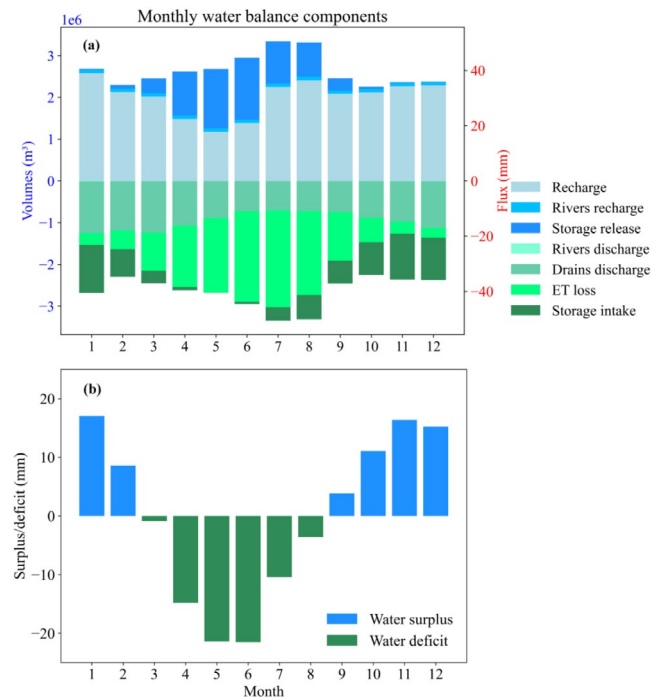 Monthly water balance components
1e6
(a)
3
2
1
0
−1
−2
−3
Volumes (m³)
40
20
0
−20
−40
Flux (mm)
1 2 3 4 5 6 7 8 9 10 11 12
Recharge
Rivers recharge
Storage release
Rivers discharge
Drains discharge
ET loss
Storage intake
(b)
20
10
0
−10
−20
Surplus/deficit (mm)
Water surplus
Water deficit
1 2 3 4 5 6 7 8 9 10 11 12
Month